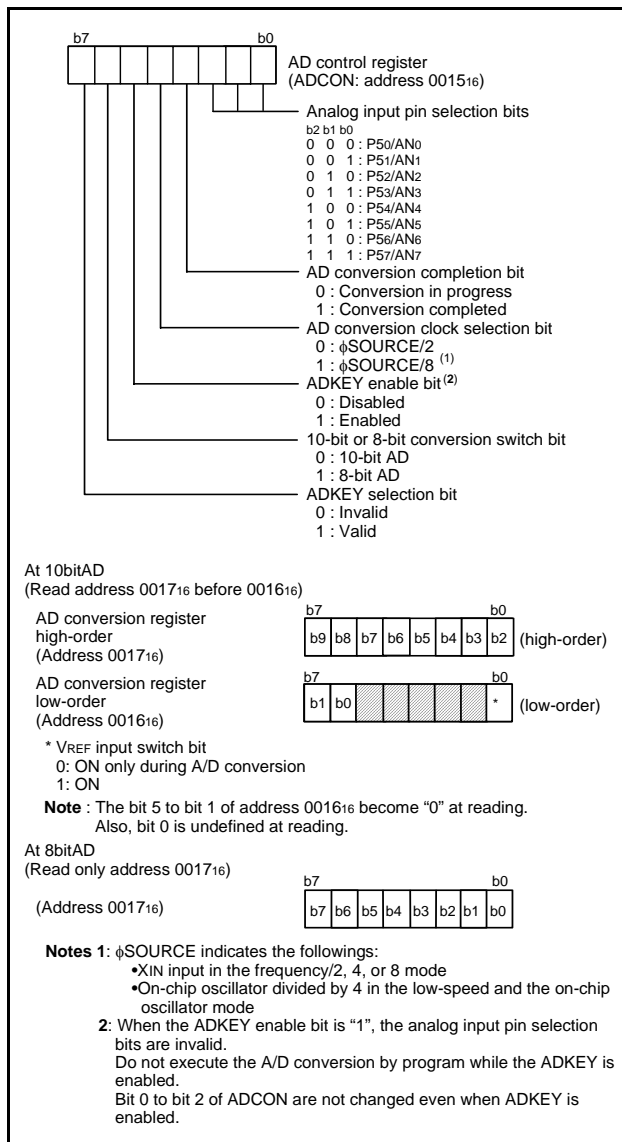 b7 b0
AD control register
(ADCON: address 0015₁₆)
Analog input pin selection bits
b2 b1 b0
0 0 0 : P5₀/AN₀
0 0 1 : P5₁/AN₁
0 1 0 : P5₂/AN₂
0 1 1 : P5₃/AN₃
1 0 0 : P5₄/AN₄
1 0 1 : P5₅/AN₅
1 1 0 : P5₆/AN₆
1 1 1 : P5₇/AN₇
AD conversion completion bit
0 : Conversion in progress
1 : Conversion completed
AD conversion clock selection bit
0 : ϕSOURCE/2
1 : ϕSOURCE/8 (1)
ADKEY enable bit (2)
0 : Disabled
1 : Enabled
10-bit or 8-bit conversion switch bit
0 : 10-bit AD
1 : 8-bit AD
ADKEY selection bit
0 : Invalid
1 : Valid
At 10bitAD
(Read address 0017₁₆ before 0016₁₆)
b7 b0
AD conversion register
high-order
(Address 0017₁₆)
b9 b8 b7 b6 b5 b4 b3 b2 (high-order)
b7 b0
AD conversion register
low-order
(Address 0016₁₆)
b1 b0 * (low-order)
* VREF input switch bit
0: ON only during A/D conversion
1: ON
Note : The bit 5 to bit 1 of address 0016₁₆ become “0” at reading.
Also, bit 0 is undefined at reading.
At 8bitAD
(Read only address 0017₁₆)
b7 b0
(Address 0017₁₆)
b7 b6 b5 b4 b3 b2 b1 b0
Notes 1: ϕSOURCE indicates the followings:
•XIN input in the frequency/2, 4, or 8 mode
•On-chip oscillator divided by 4 in the low-speed and the on-chip
oscillator mode
2: When the ADKEY enable bit is “1”, the analog input pin selection
bits are invalid.
Do not execute the A/D conversion by program while the ADKEY is
enabled.
Bit 0 to bit 2 of ADCON are not changed even when ADKEY is
enabled.